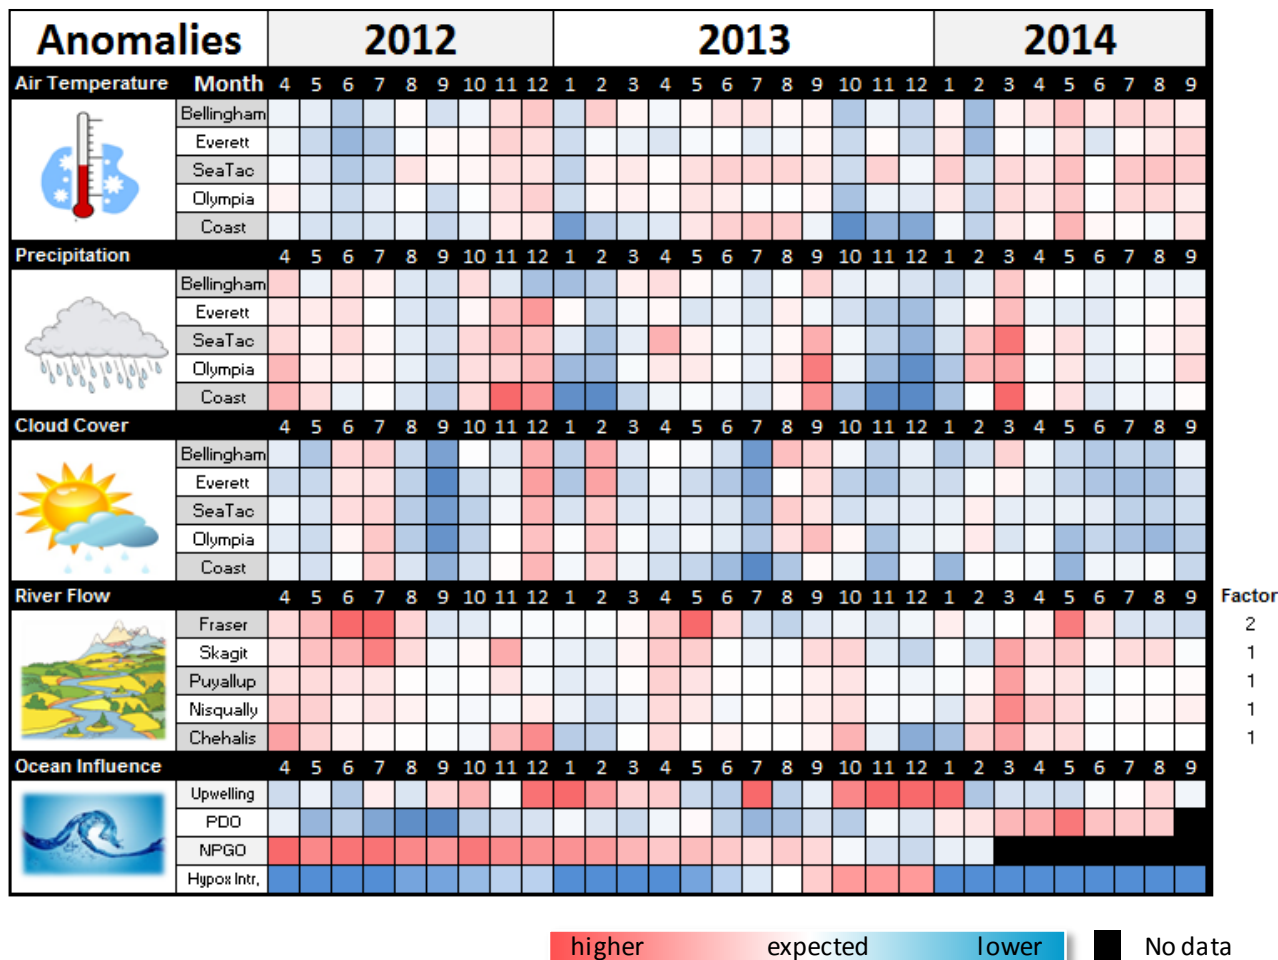 Anomalies 2012 2013 2014
Air Temperature Month 4 5 6 7 8 9 10 11 12 1 2 3 4 5 6 7 8 9 10 11 12 1 2 3 4 5 6 7 8 9
Bellingham
Everett
SeaTac
Olympia
Coast
Precipitation 4 5 6 7 8 9 10 11 12 1 2 3 4 5 6 7 8 9 10 11 12 1 2 3 4 5 6 7 8 9
Bellingham
Everett
SeaTac
Olympia
Coast
Cloud Cover 4 5 6 7 8 9 10 11 12 1 2 3 4 5 6 7 8 9 10 11 12 1 2 3 4 5 6 7 8 9
Bellingham
Everett
SeaTac
Olympia
Coast
River Flow 4 5 6 7 8 9 10 11 12 1 2 3 4 5 6 7 8 9 10 11 12 1 2 3 4 5 6 7 8 9 Factor
Fraser 2
Skagit 1
Puyallup 1
Nisqually 1
Chehalis 1
Ocean Influence 4 5 6 7 8 9 10 11 12 1 2 3 4 5 6 7 8 9 10 11 12 1 2 3 4 5 6 7 8 9
Upwelling
PDO
NPGO
Hypox Intr,
higher expected lower No data